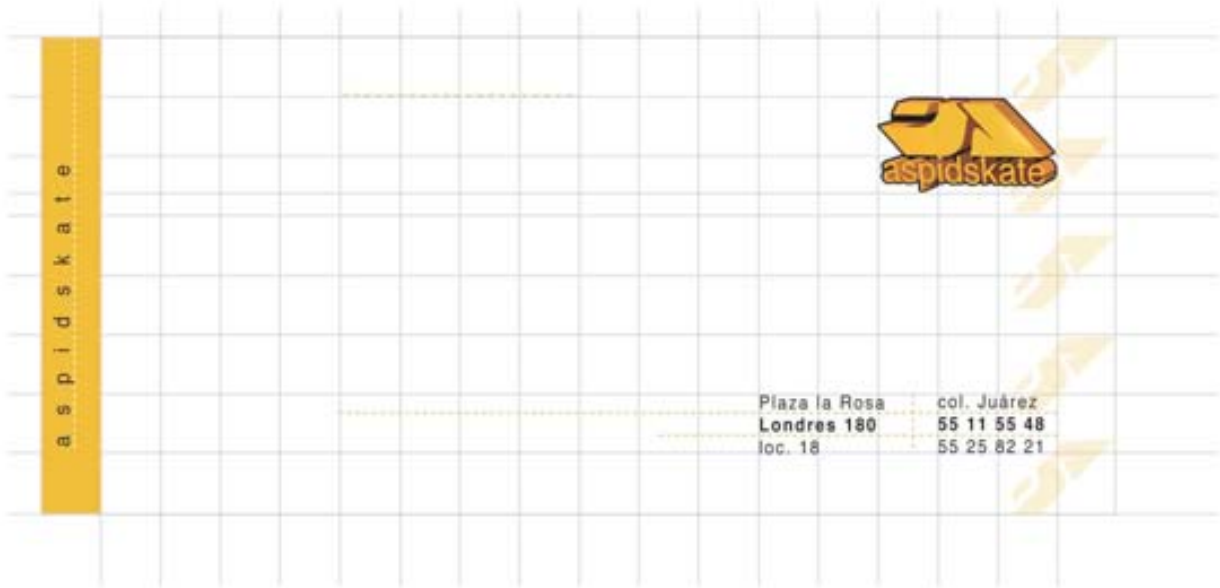 aspidskate
aspidskate
Plaza la Rosa col. Juárez
Londres 180 55 11 55 48
loc. 18 55 25 82 21